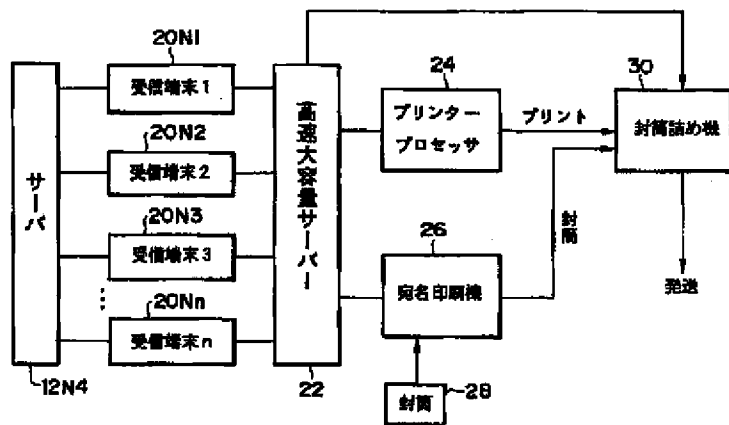 20N1
受信端末1
20N2
受信端末2
20N3
受信端末3
20Nn
受信端末n
サーバ
12N4
高速大容量サーバー
22
24
プリンター
プロセッサ
プリント
30
封筒詰め機
26
宛名印刷機
封筒
発送
封筒
28